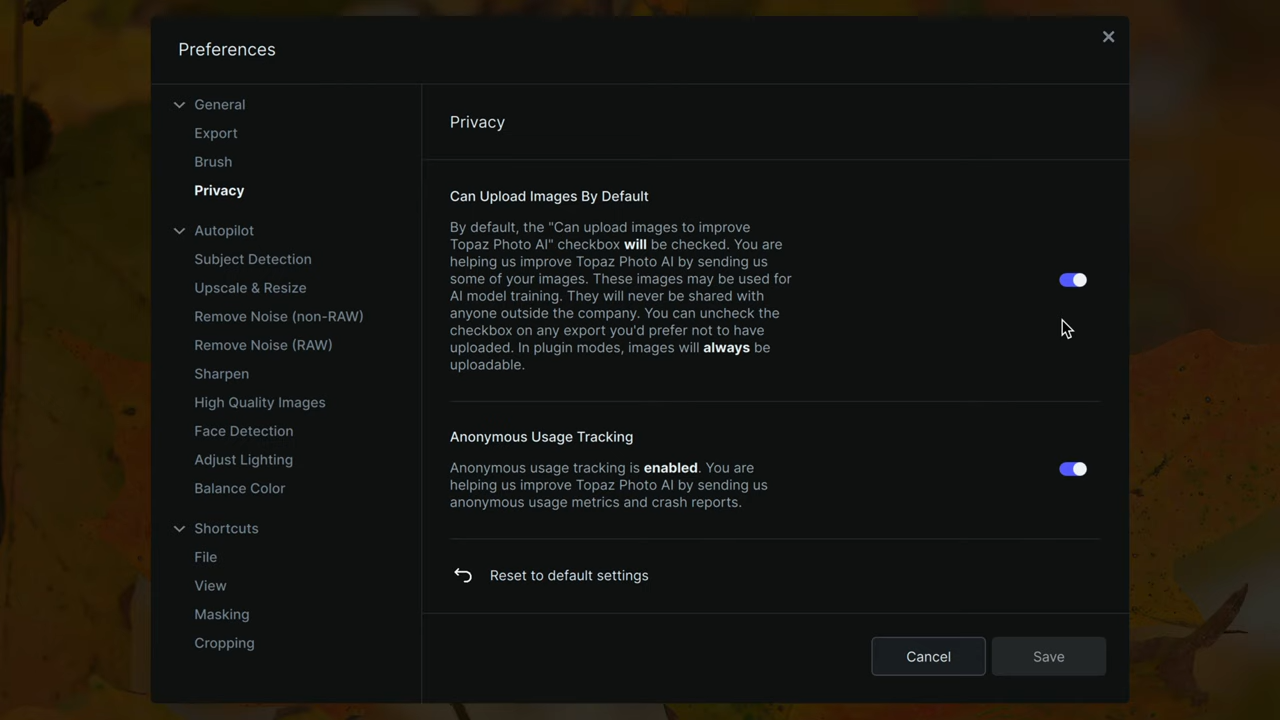 Preferences
General
Export
Brush
Privacy
Autopilot
Subject Detection
Upscale & Resize
Remove Noise (non-RAW)
Remove Noise (RAW)
Sharpen
High Quality Images
Face Detection
Adjust Lighting
Balance Color
Shortcuts
File
View
Masking
Cropping
Privacy
Can Upload Images By Default
By default, the "Can upload images to improve
Topaz Photo AI" checkbox will be checked. You are
helping us improve Topaz Photo AI by sending us
some of your images. These images may be used for
AI model training. They will never be shared with
anyone outside the company. You can uncheck the
checkbox on any export you'd prefer not to have
uploaded. In plugin modes, images will always be
uploadable.
Anonymous Usage Tracking
Anonymous usage tracking is enabled. You are
helping us improve Topaz Photo AI by sending us
anonymous usage metrics and crash reports.
Reset to default settings
Cancel
Save